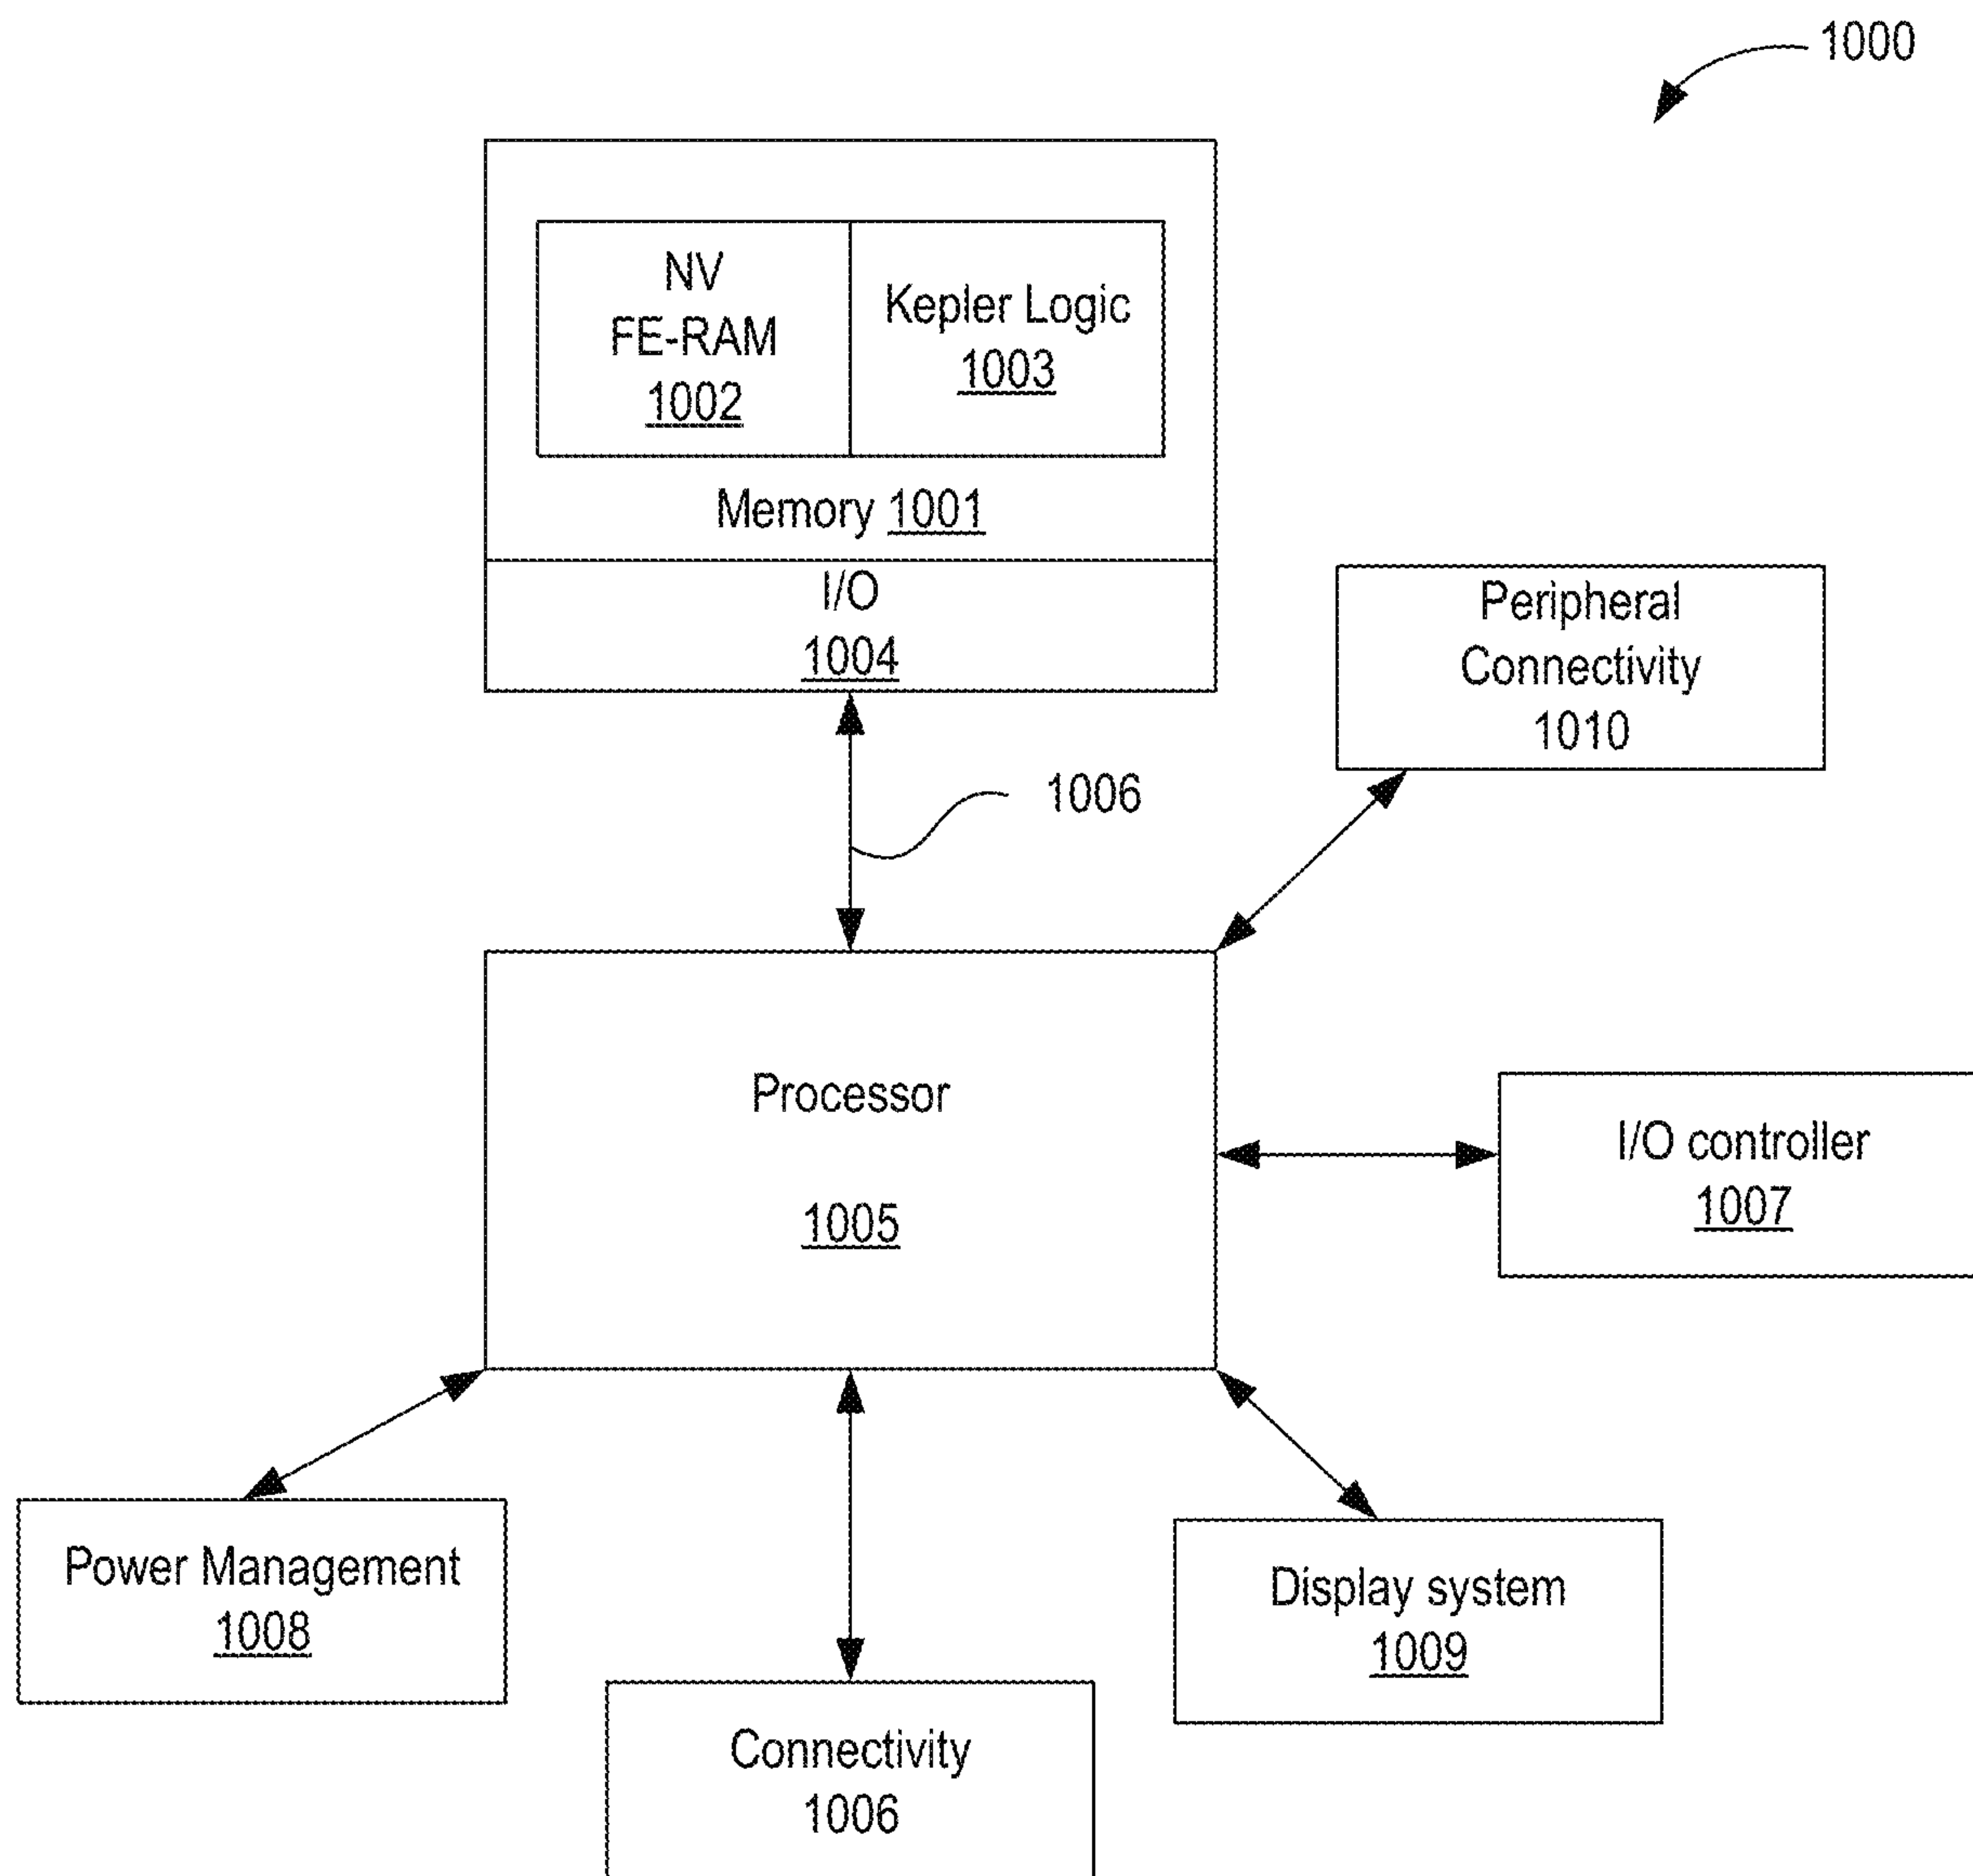 1000
NV
FE-RAM
1002
Kepler Logic
1003
Memory 1001
I/O
1004
Peripheral
Connectivity
1010
1006
Processor
1005
I/O controller
1007
Power Management
1008
Display system
1009
Connectivity
1006